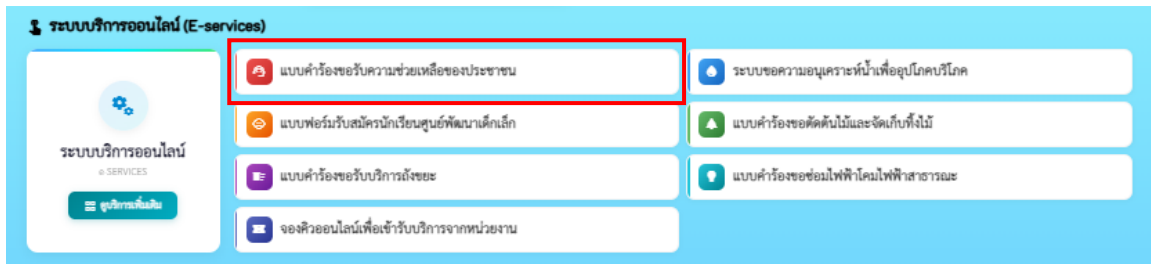 ระบบบริการออนไลน์ (E-services)
ระบบบริการออนไลน์
๑ SERVICES
ดูบริการเพิ่มเติม
แบบคำร้องขอรับความช่วยเหลือของประชาชน
ระบบขอความอนุเคราะห์น้ำเพื่ออุปโภคบริโภค
แบบฟอร์มรับสมัครนักเรียนศูนย์พัฒนาเด็กเล็ก
แบบคำร้องขอตัดต้นไม้และจัดเก็บกิ่งไม้
แบบคำร้องขอรับบริการถังขยะ
แบบคำร้องขอซ่อมไฟฟ้าโคมไฟฟ้าสาธารณะ
จองคิวออนไลน์เพื่อเข้ารับบริการจากหน่วยงาน